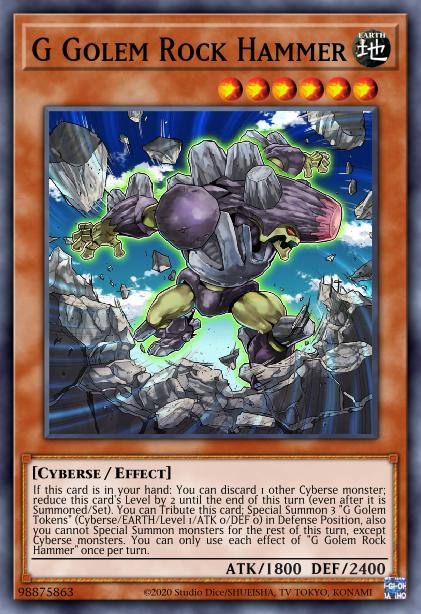 G Golem Rock Hammer
EARTH
地
[Cyberse / Effect]
If this card is in your hand: You can discard 1 other Cyberse monster;
reduce this card's Level by 2 until the end of this turn (even after it is
Summoned/Set). You can Tribute this card; Special Summon 3 "G Golem
Tokens" (Cyberse/EARTH/Level 1/ATK 0/DEF 0) in Defense Position, also
you cannot Special Summon monsters for the rest of this turn, except
Cyberse monsters. You can only use each effect of "G Golem Rock
Hammer" once per turn.
ATK/1800 DEF/2400
98875863 ©2020 Studio Dice/SHUEISHA, TV TOKYO, KONAMI